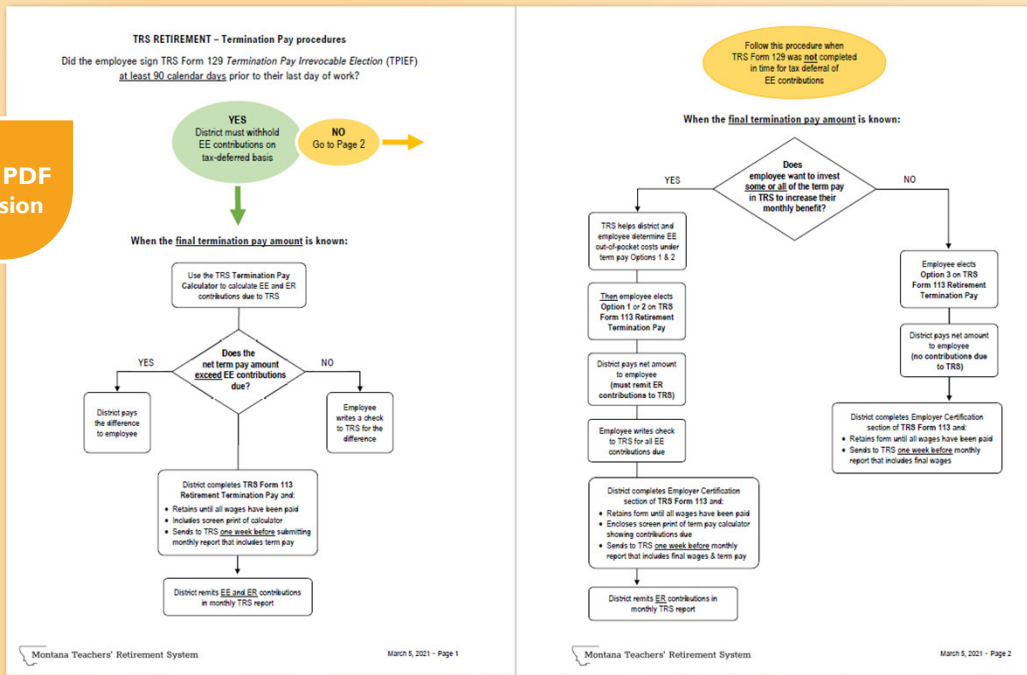 PDF
sion
TRS RETIREMENT – Termination Pay procedures
Did the employee sign TRS Form 129 Termination Pay Irrevocable Election (TPIEF)
at least 90 calendar days prior to their last day of work?
YES
District must withhold
EE contributions on
tax-deferred basis
NO
Go to Page 2
When the final termination pay amount is known:
Use the TRS Termination Pay
Calculator to calculate EE and ER
contributions due to TRS
Does the
net term pay amount
exceed EE contributions
due?
YES
NO
District pays
the difference
to employee
Employee
writes a check
to TRS for the
difference
District completes TRS Form 113
Retirement Termination Pay and:
• Retains until all wages have been paid
• Includes screen print of calculator
• Sends to TRS one week before submitting
monthly report that includes term pay
District remits EE and ER contributions
in monthly TRS report
Montana Teachers' Retirement System
March 5, 2021 - Page 1
Follow this procedure when
TRS Form 129 was not completed
in time for tax deferral of
EE contributions
When the final termination pay amount is known:
Does
employee want to invest
some or all of the term pay
in TRS to increase their
monthly benefit?
YES
NO
TRS helps district and
employee determine EE
out-of-pocket costs under
term pay Options 1 & 2
Then employee elects
Option 1 or 2 on TRS
Form 113 Retirement
Termination Pay
District pays net amount
to employee
(must remit ER
contributions to TRS)
Employee writes check
to TRS for all EE
contributions due
District completes Employer Certification
section of TRS Form 113 and:
• Retains form until all wages have been paid
• Encloses screen print of term pay calculator
showing contributions due
• Sends to TRS one week before monthly
report that includes final wages & term pay
District remits ER contributions in
monthly TRS report
Employee elects
Option 3 on TRS
Form 113 Retirement
Termination Pay
District pays net amount
to employee
(no contributions due
to TRS)
District completes Employer Certification
section of TRS Form 113 and:
• Retains form until all wages have been paid
• Sends to TRS one week before monthly
report that includes final wages
Montana Teachers' Retirement System
March 5, 2021 - Page 2